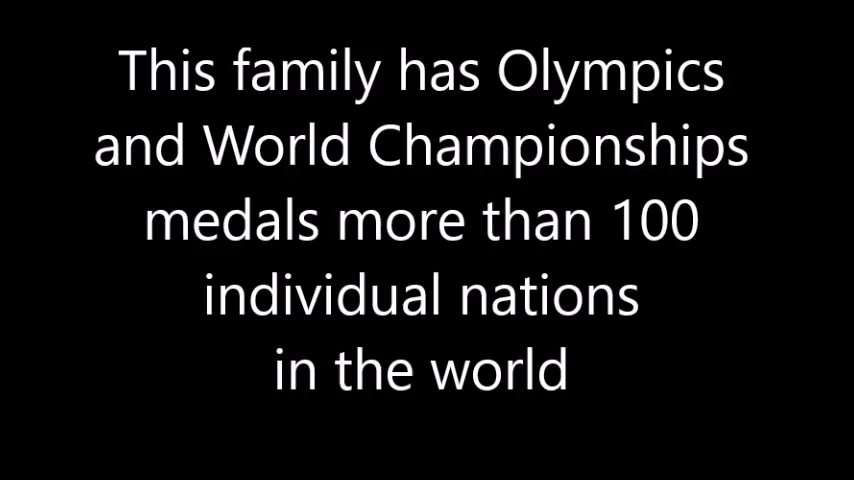 This family has Olympics
and World Championships
medals more than 100
individual nations
in the world